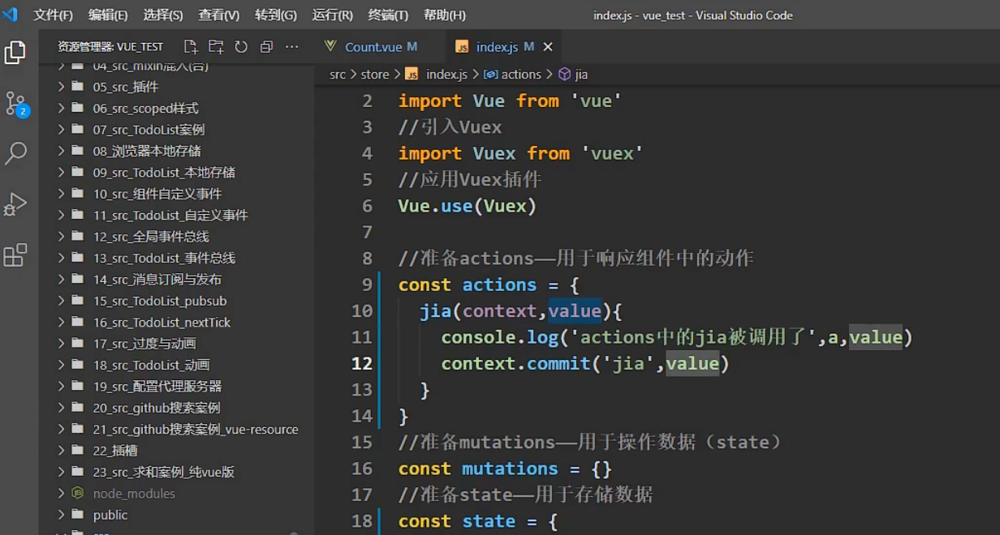 文件(F) 编辑(E) 选择(S) 查看(V) 转到(G) 运行(R) 终端(T) 帮助(H) index.js - vue_test - Visual Studio Code
资源管理器: VUE_TEST
Count.vue M
JS index.js M
src > store > JS index.js > actions > jia
2
04_src_mixin混入(合)
05_src_插件
06_src_scoped样式
07_src_TodoList案例
08_浏览器本地存储
09_src_TodoList_本地存储
10_src_组件自定义事件
11_src_TodoList_自定义事件
12_src_全局事件总线
13_src_TodoList_事件总线
14_src_消息订阅与发布
15_src_TodoList_pubsub
16_src_TodoList_nextTick
17_src_过度与动画
18_src_TodoList_动画
19_src_配置代理服务器
20_src_github搜索案例
21_src_github搜索案例_vue-resource
22_插槽
23_src_求和案例_纯vue版
node_modules
public
2 import Vue from 'vue'
3 //引入Vuex
4 import Vuex from 'vuex'
5 //应用Vuex插件
6 Vue.use(Vuex)
7
8 //准备actions——用于响应组件中的动作
9 const actions = {
10 jia(context,value){
11 console.log('actions中的jia被调用了',a,value)
12 context.commit('jia',value)
13 }
14 }
15 //准备mutations——用于操作数据（state）
16 const mutations = {}
17 //准备state——用于存储数据
18 const state = {